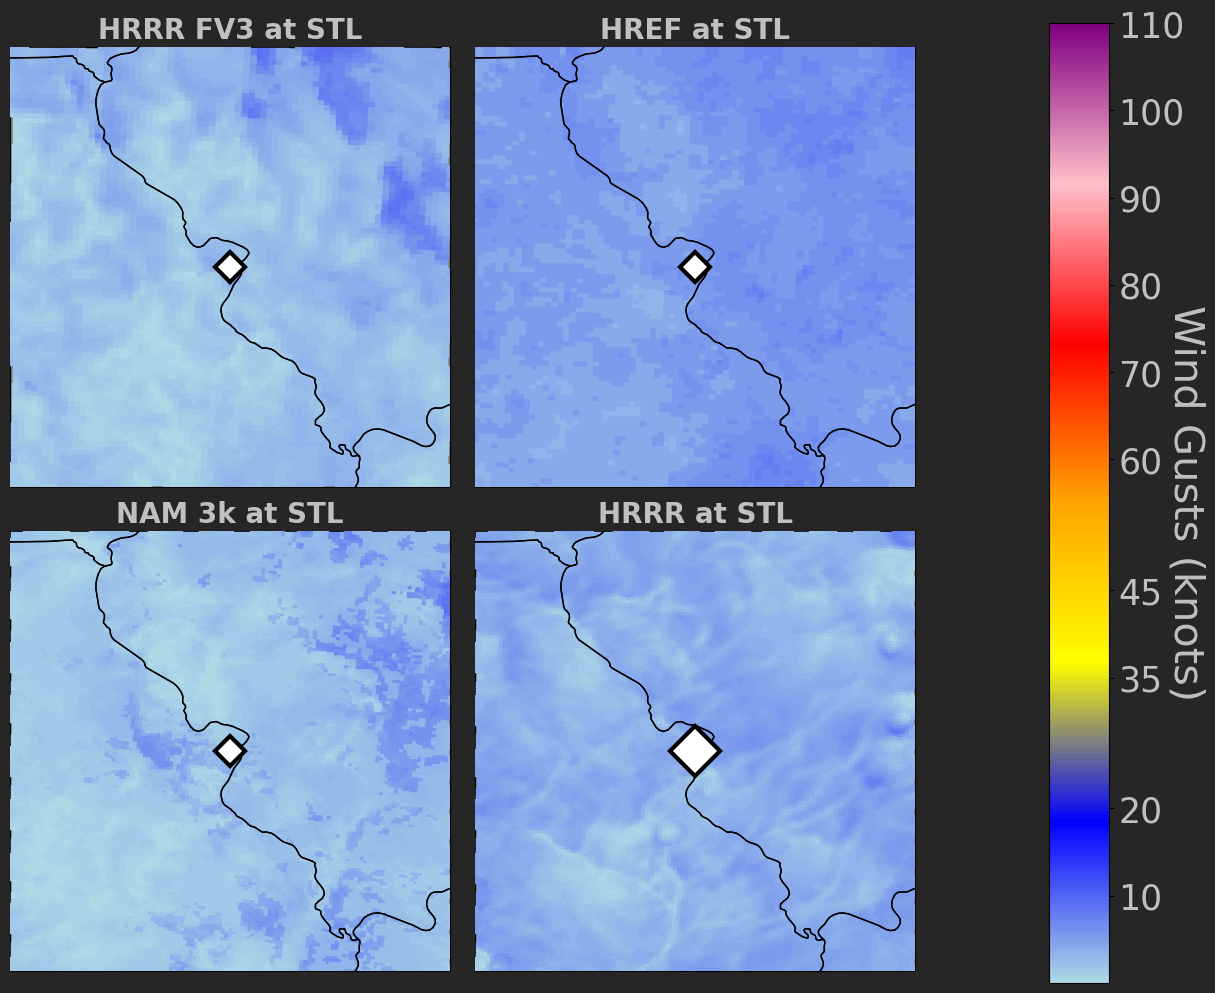 HRRR FV3 at STL
HREF at STL
NAM 3k at STL
HRRR at STL
110
100
90
80
70
60
45
35
20
10
Wind Gusts (knots)